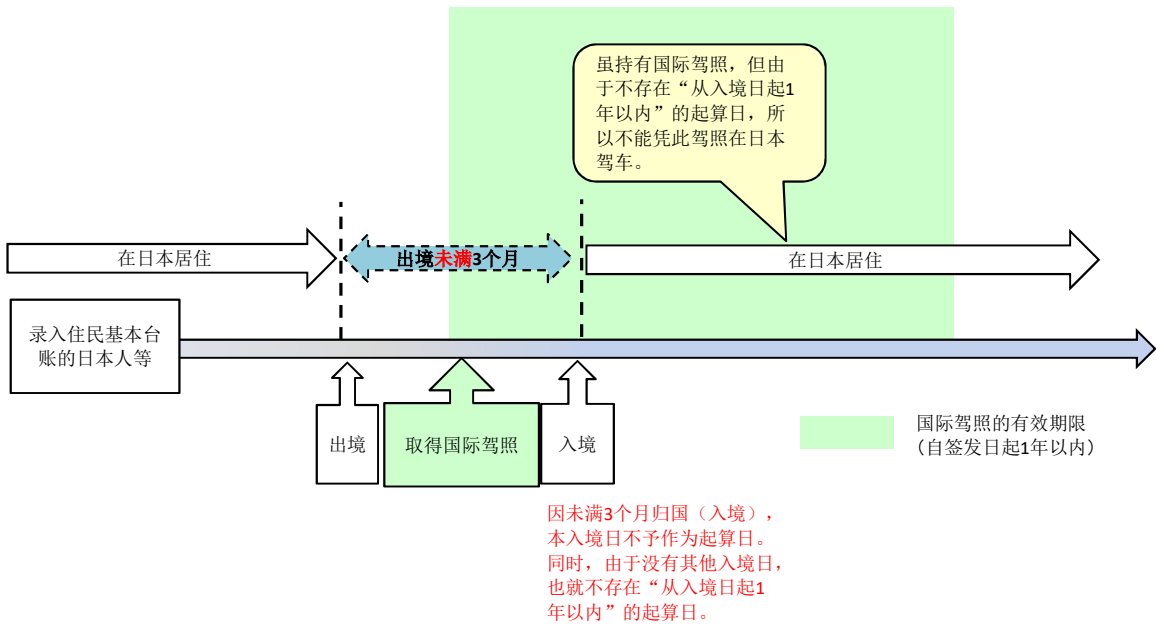 虽持有国际驾照，但由
于不存在“从入境日起1
年以内”的起算日，所
以不能凭此驾照在日本
驾车。
在日本居住
出境未满3个月
在日本居住
录入住民基本台
账的日本人等
出境
取得国际驾照
入境
国际驾照的有效期限
（自签发日起1年以内）
因未满3个月归国（入境），
本入境日不予作为起算日。
同时，由于没有其他入境日，
也就不存在“从入境日起1
年以内”的起算日。